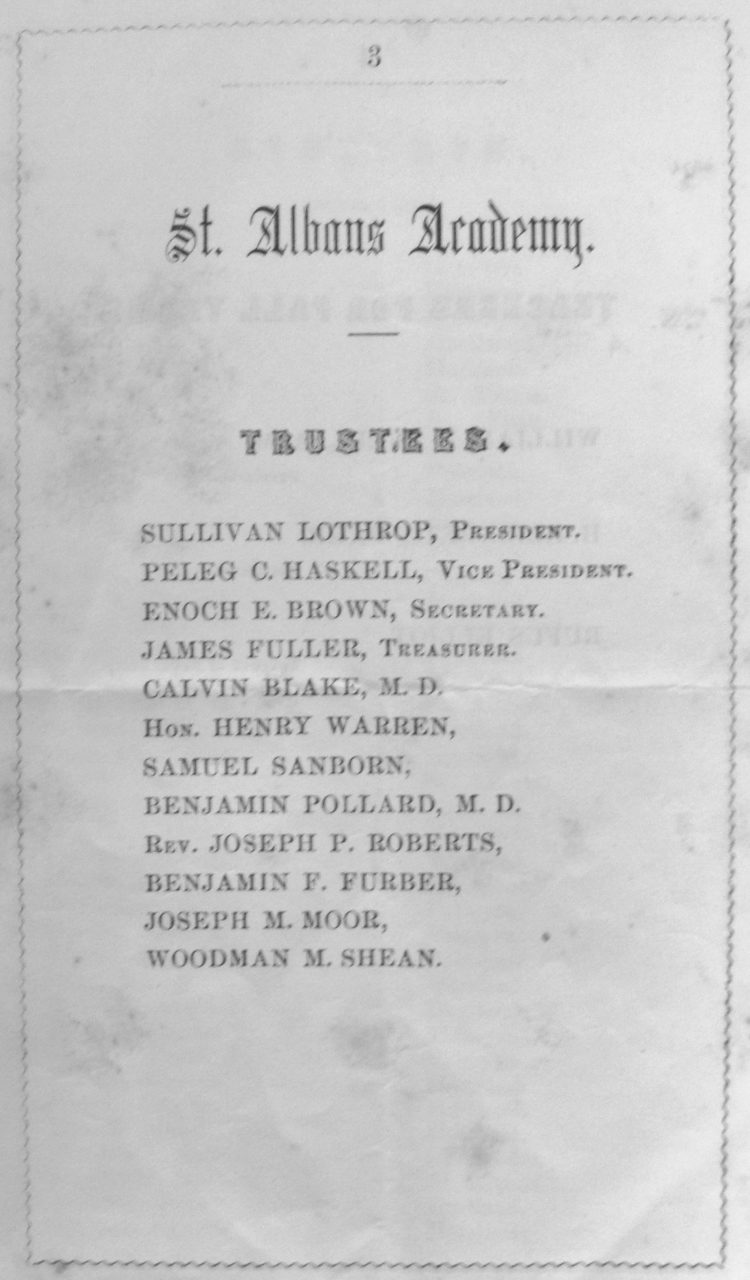 3
St. Albans Academy.
TRUSTEES.
SULLIVAN LOTHROP, PRESIDENT.
PELEG C. HASKELL, VICE PRESIDENT.
ENOCH E. BROWN, SECRETARY.
JAMES FULLER, TREASURER.
CALVIN BLAKE, M. D.
HON. HENRY WARREN,
SAMUEL SANBORN,
BENJAMIN POLLARD, M. D.
REV. JOSEPH P. ROBERTS,
BENJAMIN F. FURBER,
JOSEPH M. MOOR,
WOODMAN M. SHEAN.